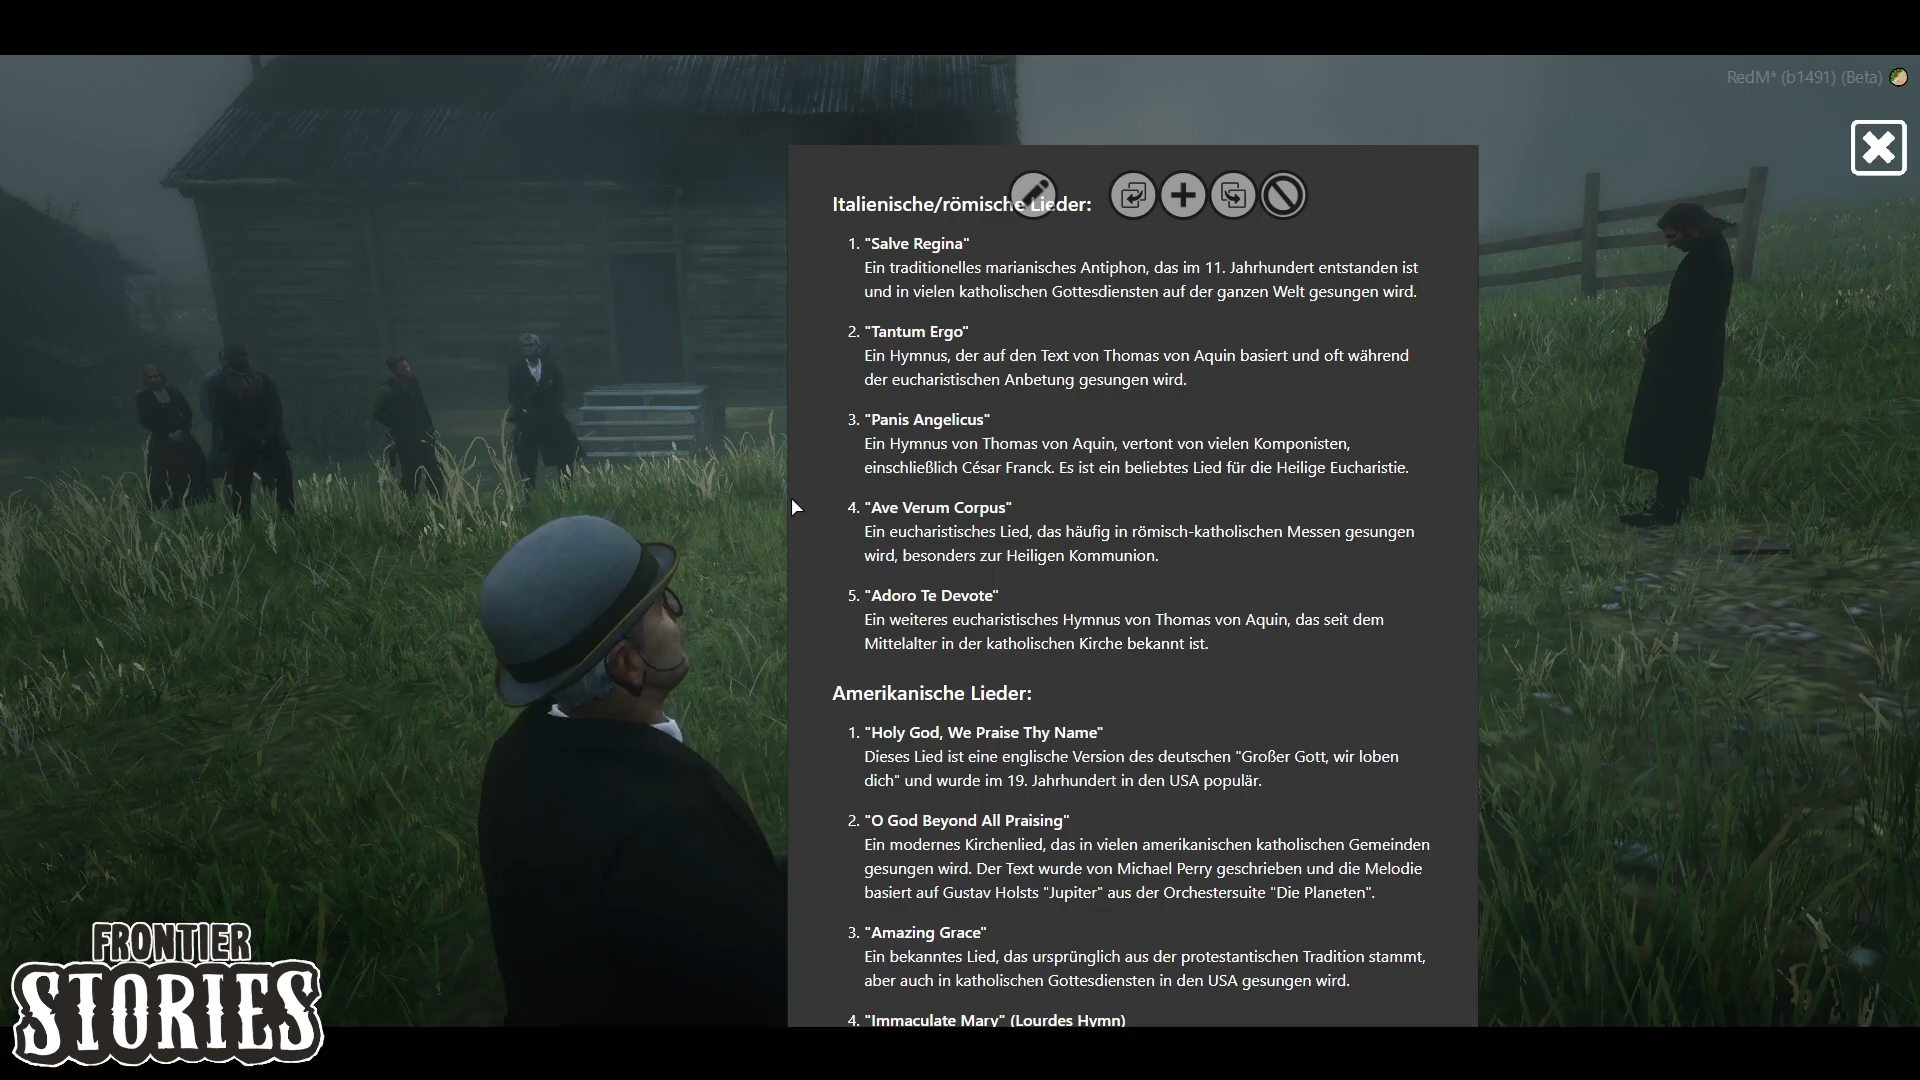 RedM* (b1491) (Beta)
Italienische/römische Lieder:
1. "Salve Regina"
Ein traditionelles marianisches Antiphon, das im 11. Jahrhundert entstanden ist
und in vielen katholischen Gottesdiensten auf der ganzen Welt gesungen wird.
2. "Tantum Ergo"
Ein Hymnus, der auf den Text von Thomas von Aquin basiert und oft während
der eucharistischen Anbetung gesungen wird.
3. "Panis Angelicus"
Ein Hymnus von Thomas von Aquin, vertont von vielen Komponisten,
einschließlich César Franck. Es ist ein beliebtes Lied für die Heilige Eucharistie.
4. "Ave Verum Corpus"
Ein eucharistisches Lied, das häufig in römisch-katholischen Messen gesungen
wird, besonders zur Heiligen Kommunion.
5. "Adoro Te Devote"
Ein weiteres eucharistisches Hymnus von Thomas von Aquin, das seit dem
Mittelalter in der katholischen Kirche bekannt ist.
Amerikanische Lieder:
1. "Holy God, We Praise Thy Name"
Dieses Lied ist eine englische Version des deutschen "Großer Gott, wir loben
dich" und wurde im 19. Jahrhundert in den USA populär.
2. "O God Beyond All Praising"
Ein modernes Kirchenlied, das in vielen amerikanischen katholischen Gemeinden
gesungen wird. Der Text wurde von Michael Perry geschrieben und die Melodie
basiert auf Gustav Holsts "Jupiter" aus der Orchestersuite "Die Planeten".
3. "Amazing Grace"
Ein bekanntes Lied, das ursprünglich aus der protestantischen Tradition stammt,
aber auch in katholischen Gottesdiensten in den USA gesungen wird.
4. "Immaculate Mary" (Lourdes Hymn)
FRONTIER
STORIES